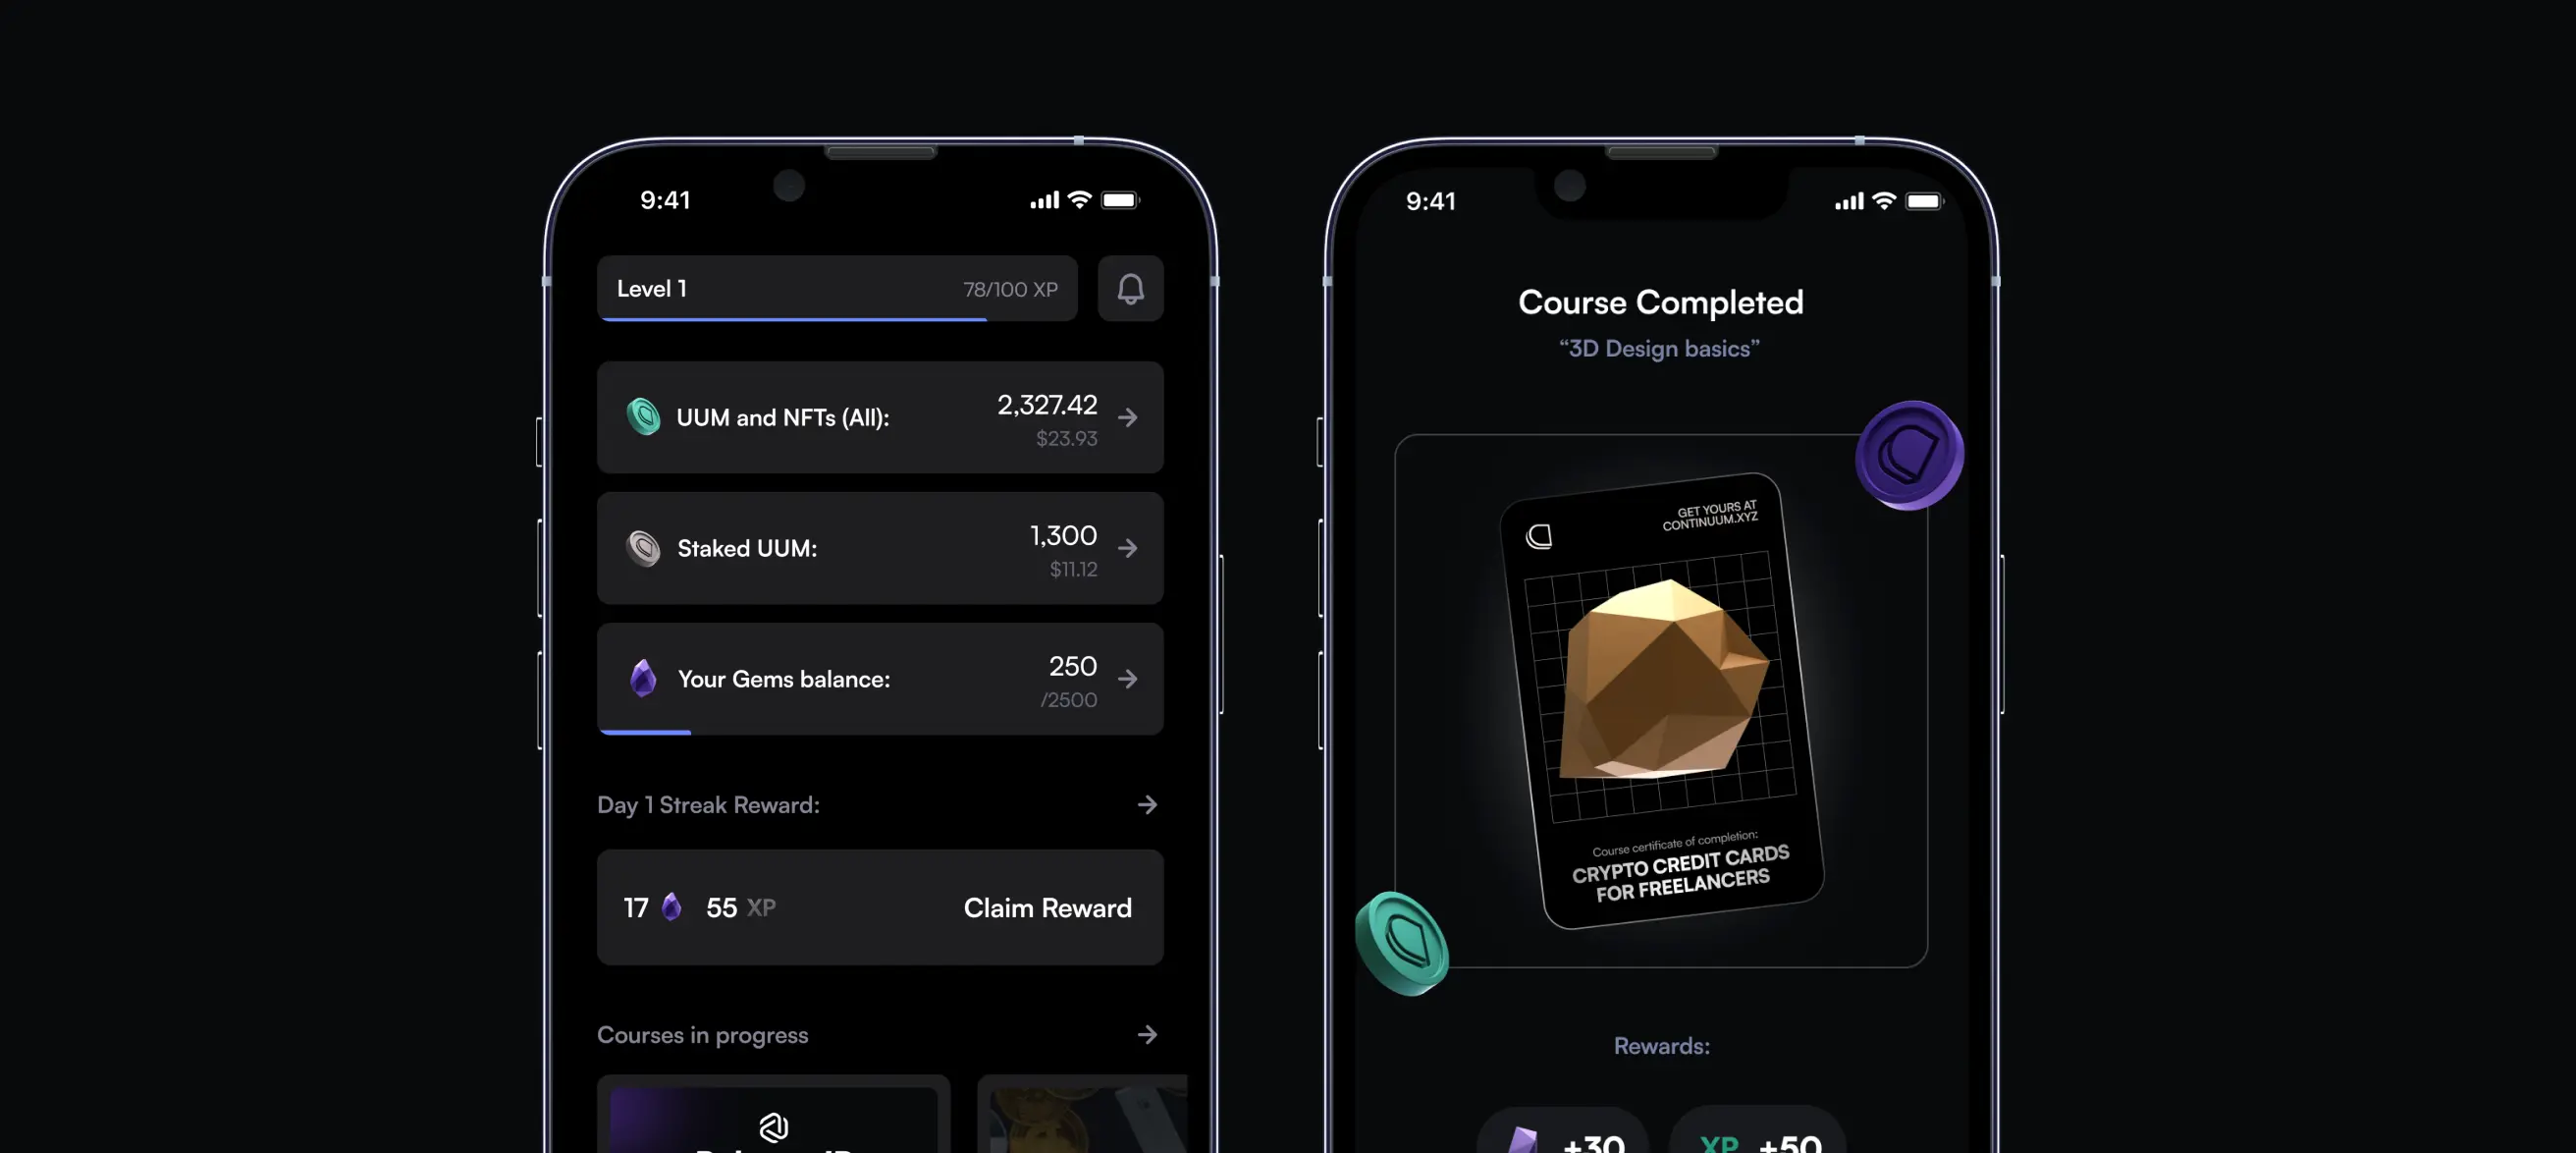 9:41
Level 1
78/100 XP
UUM and NFTs (All):
2,327.42
$23.93
Staked UUM:
1,300
$11.12
Your Gems balance:
250
/2500
Day 1 Streak Reward:
17
55 XP
Claim Reward
Courses in progress
9:41
Course Completed
“3D Design basics”
GET YOURS AT
CONTINUUM.XYZ
Course certificate of completion:
CRYPTO CREDIT CARDS
FOR FREELANCERS
Rewards:
+30
XP +50